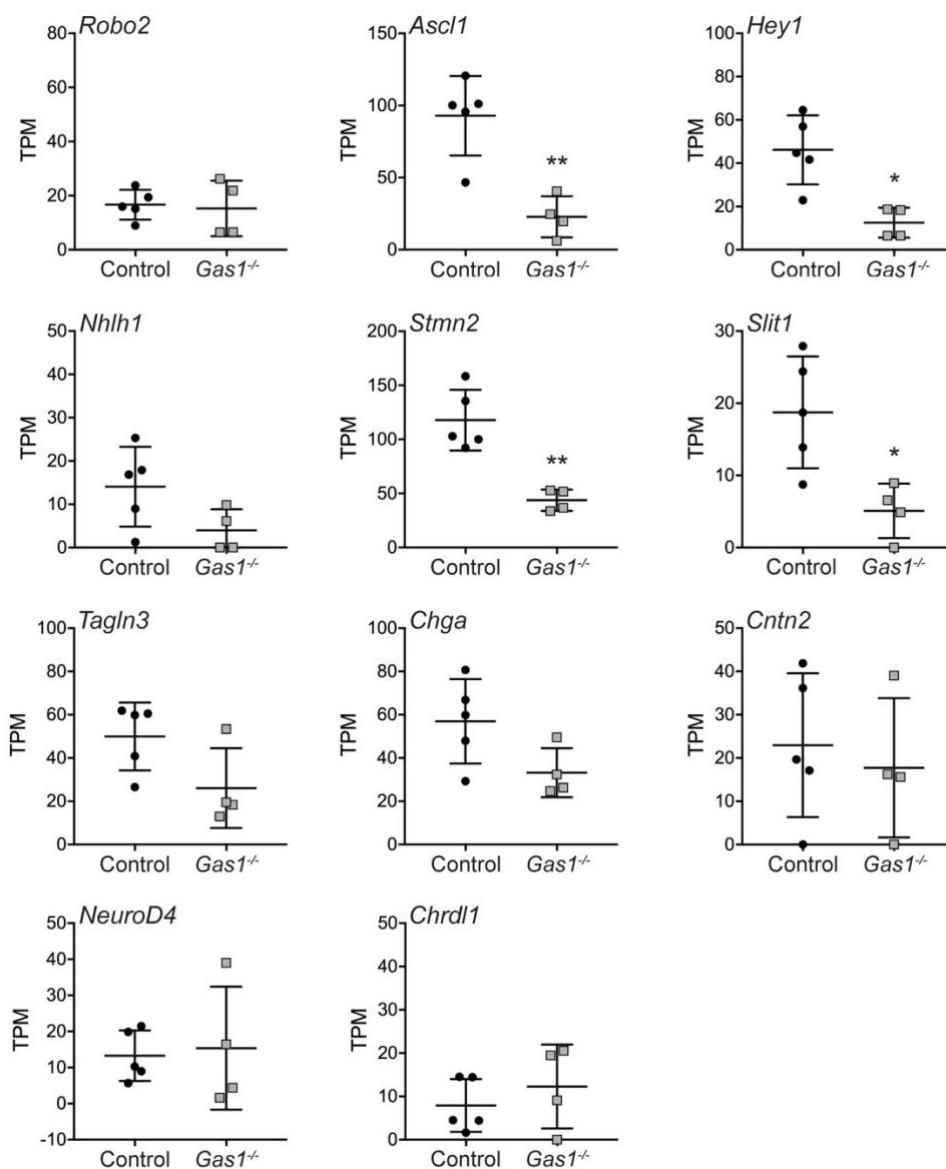 Robo2
80
60
40
20
0
TPM
Control Gas1-/-
Ascl1
150
100
50
0
TPM
**
Control Gas1-/-
Hey1
100
80
60
40
20
0
TPM
*
Control Gas1-/-
Nhlh1
50
40
30
20
10
0
TPM
Control Gas1-/-
Stmn2
200
150
100
50
0
TPM
**
Control Gas1-/-
Slit1
30
20
10
0
TPM
*
Control Gas1-/-
Tagln3
100
80
60
40
20
0
TPM
Control Gas1-/-
Chga
100
80
60
40
20
0
TPM
Control Gas1-/-
Cntn2
50
40
30
20
10
0
TPM
Control Gas1-/-
NeuroD4
50
40
30
20
10
0
-10
TPM
Control Gas1-/-
Chrdl1
50
40
30
20
10
0
TPM
Control Gas1-/-